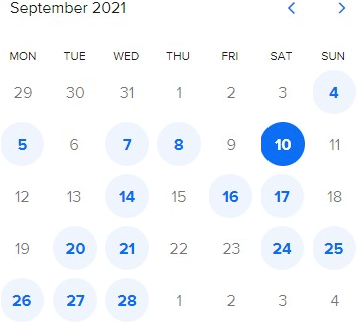 September 2021
MON TUE WED THU FRI SAT SUN
29 30 31 1 2 3 4
5 6 7 8 9 10 11
12 13 14 15 16 17 18
19 20 21 22 23 24 25
26 27 28 1 2 3 4